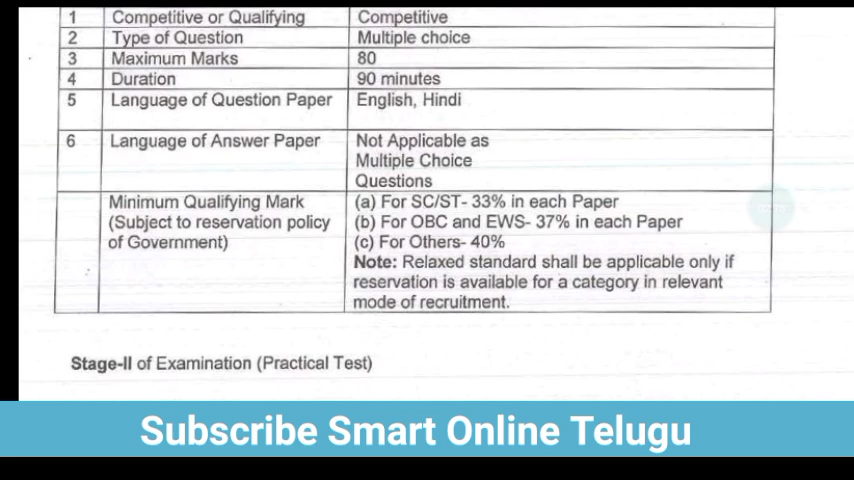 1 Competitive or Qualifying Competitive
2 Type of Question Multiple choice
3 Maximum Marks 80
4 Duration 90 minutes
5 Language of Question Paper English, Hindi
6 Language of Answer Paper Not Applicable as
Multiple Choice
Questions
Minimum Qualifying Mark (a) For SC/ST- 33% in each Paper
(Subject to reservation policy (b) For OBC and EWS- 37% in each Paper
of Government) (c) For Others- 40%
Note: Relaxed standard shall be applicable only if
reservation is available for a category in relevant
mode of recruitment.
Stage-II of Examination (Practical Test)
Subscribe Smart Online Telugu